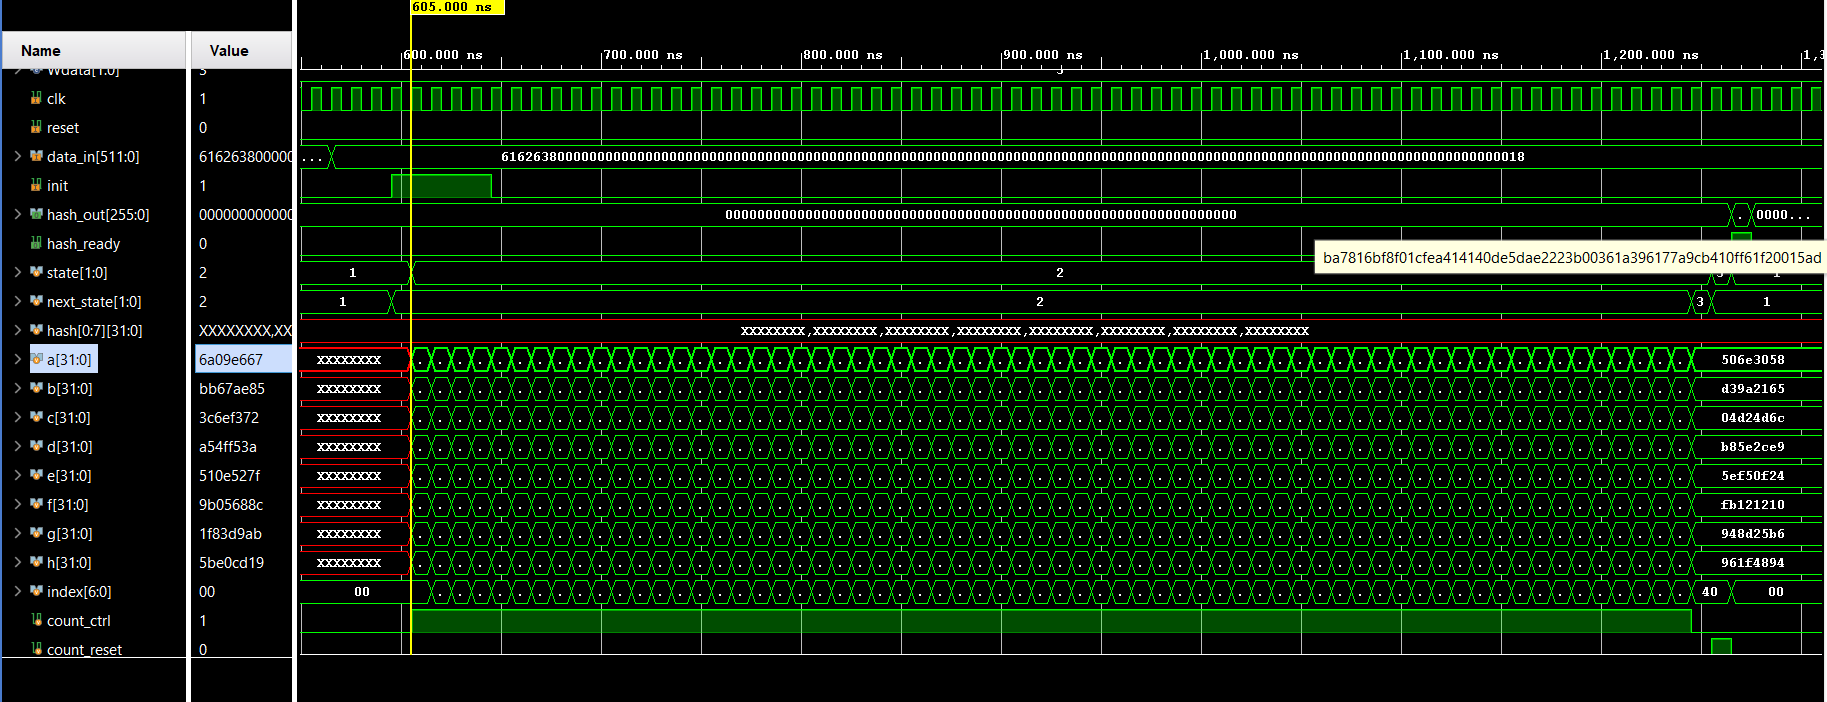 605.000 ns
Name Value 600.000 ns 700.000 ns 800.000 ns 900.000 ns 1,000.000 ns 1,100.000 ns 1,200.000 ns 1,3
Wdata[1:0] 3 3
clk 1
reset 0
data_in[511:0] 616263800000 ...
init 1
hash_out[255:0] 000000000000 0000000000000000000000000000000000000000000000000000000000000000 . 0000...
hash_ready 0
ba7816bf8f01cfea414140de5dae2223b00361a396177a9cb410ff61f20015ad
state[1:0] 2 1 2 3 1
next_state[1:0] 2 1 2 3 1
hash[0:7][31:0] XXXXXXXX,XX XXXXXXXX,XXXXXXXX,XXXXXXXX,XXXXXXXX,XXXXXXXX,XXXXXXXX,XXXXXXXX,XXXXXXXX
a[31:0] 6a09e667 XXXXXXXX 506e3058
b[31:0] bb67ae85 XXXXXXXX d39a2165
c[31:0] 3c6ef372 XXXXXXXX 04d24d6c
d[31:0] a54ff53a XXXXXXXX b85e2ce9
e[31:0] 510e527f XXXXXXXX 5ef50f24
f[31:0] 9b05688c XXXXXXXX fb121210
g[31:0] 1f83d9ab XXXXXXXX 948d25b6
h[31:0] 5be0cd19 XXXXXXXX 961f4894
index[6:0] 00 00 40 00
count_ctrl 1
count_reset 0